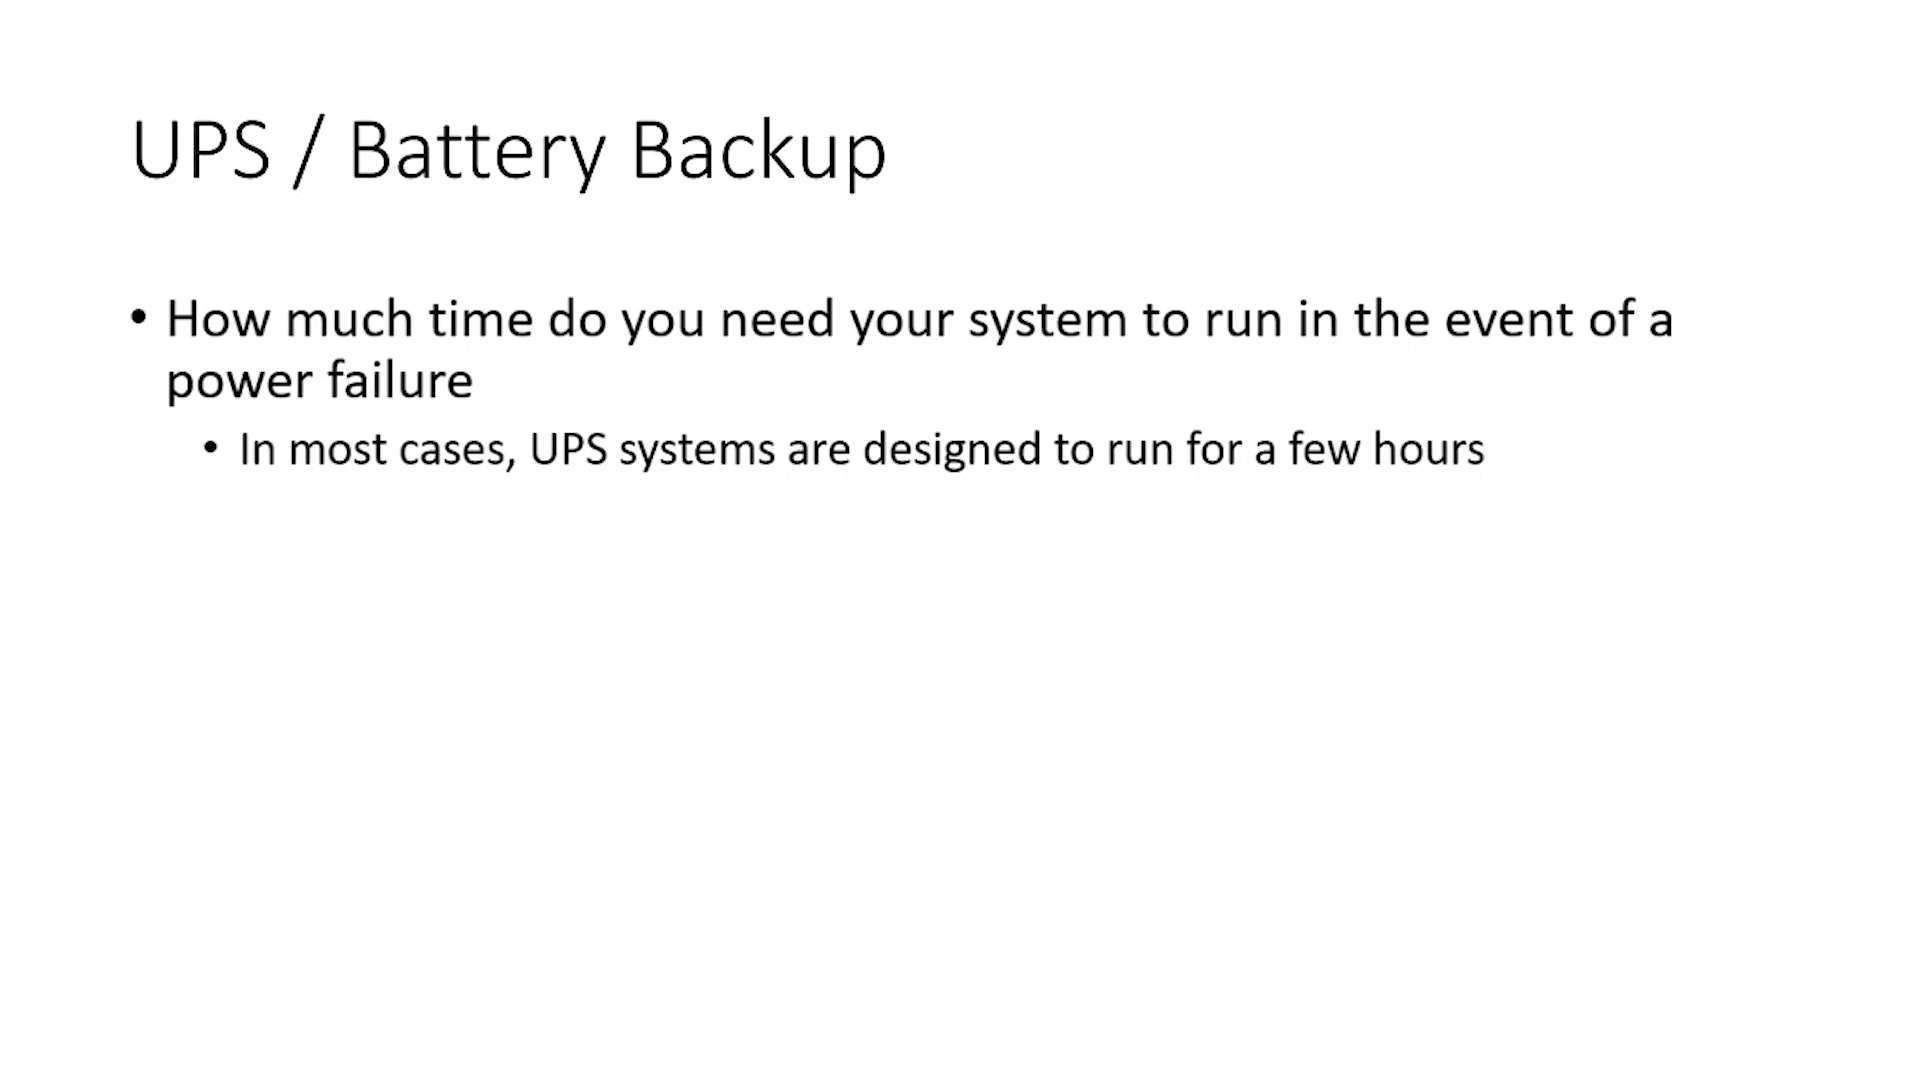 UPS / Battery Backup
• How much time do you need your system to run in the event of a
power failure
• In most cases, UPS systems are designed to run for a few hours